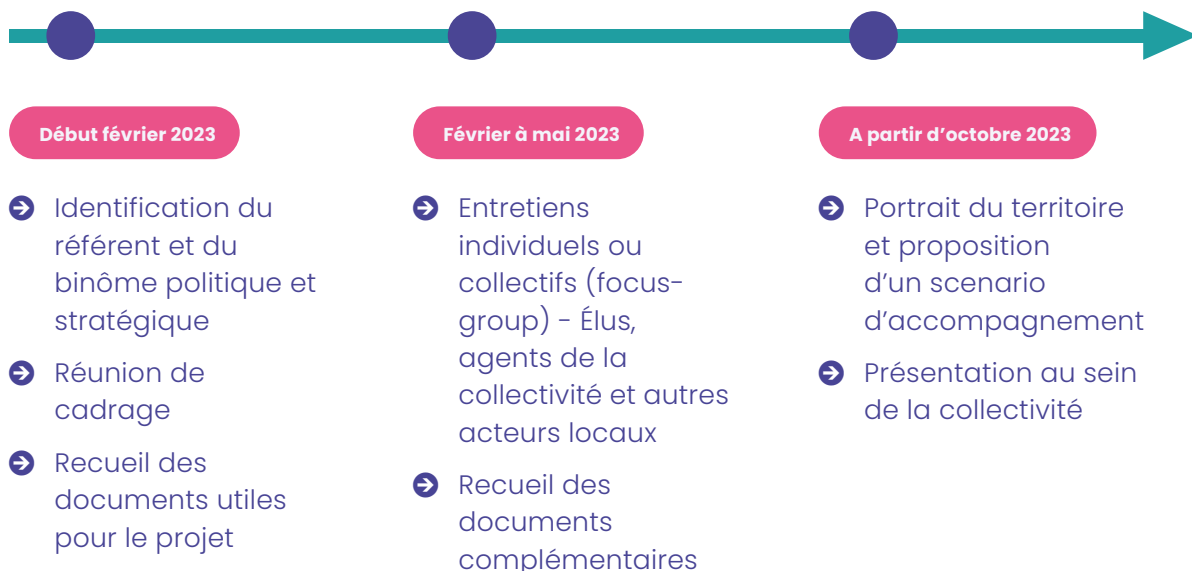 Début février 2023
Identification du
référent et du
binôme politique et
stratégique
Réunion de
cadrage
Recueil des
documents utiles
pour le projet
Février à mai 2023
Entretiens
individuels ou
collectifs (focus-
group) - Élus,
agents de la
collectivité et autres
acteurs locaux
Recueil des
documents
complémentaires
A partir d’octobre 2023
Portrait du territoire
et proposition
d’un scenario
d’accompagnement
Présentation au sein
de la collectivité